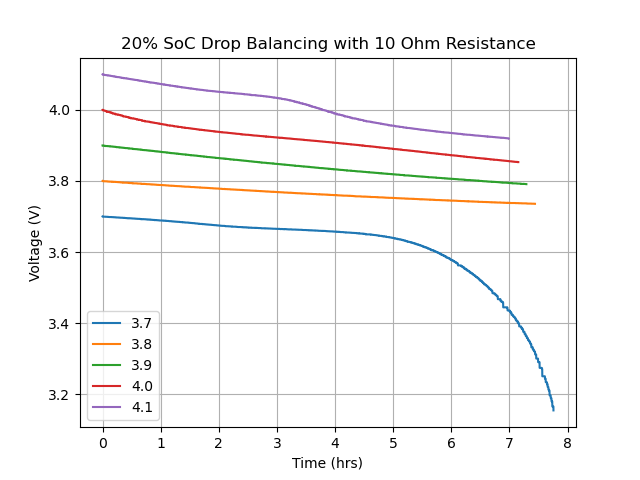 20% SoC Drop Balancing with 10 Ohm Resistance
Voltage (V)
4.0
3.8
3.6
3.4
3.2
3.7
3.8
3.9
4.0
4.1
0 1 2 3 4 5 6 7 8
Time (hrs)